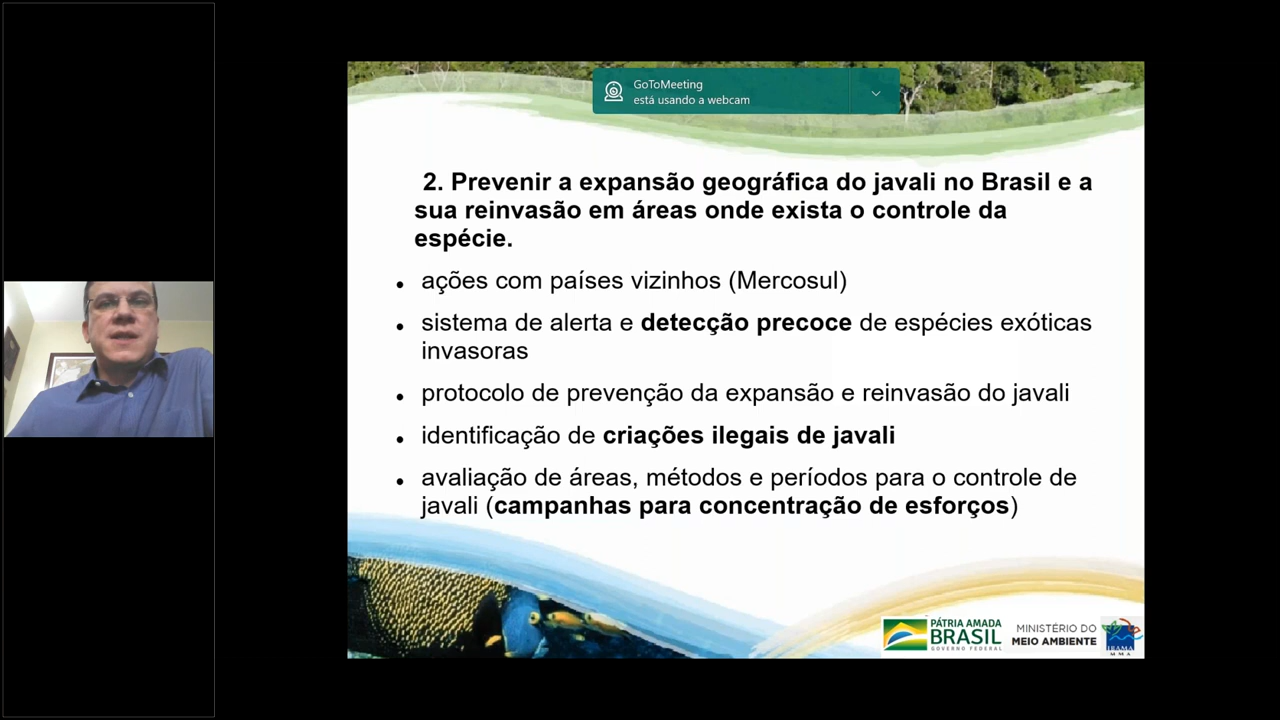 GoToMeeting
está usando a webcam
2. Prevenir a expansão geográfica do javali no Brasil e a
sua reinvasão em áreas onde exista o controle da
espécie.
● ações com países vizinhos (Mercosul)
● sistema de alerta e detecção precoce de espécies exóticas
invasoras
● protocolo de prevenção da expansão e reinvasão do javali
● identificação de criações ilegais de javali
● avaliação de áreas, métodos e períodos para o controle de
javali (campanhas para concentração de esforços)
PÁTRIA AMADA
BRASIL
GOVERNO FEDERAL
MINISTÉRIO DO
MEIO AMBIENTE
IBAMA
MMA